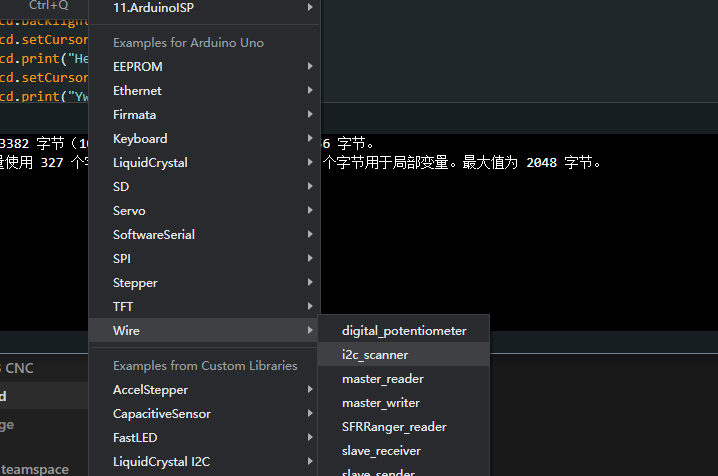 Ctrl+Q
11.ArduinoISP
cd.backlight
cd.setCursor
cd.print("He
cd.setCursor
cd.print("Yw
Examples for Arduino Uno
EEPROM
Ethernet
Firmata
Keyboard
LiquidCrystal
SD
Servo
SoftwareSerial
SPI
Stepper
TFT
Wire
Examples from Custom Libraries
AccelStepper
CapacitiveSensor
FastLED
LiquidCrystal I2C
digital_potentiometer
i2c_scanner
master_reader
master_writer
SFRRanger_reader
slave_receiver
slave_sender
3382 字节 (1
6 字节。
量使用 327 个字
个字节用于局部变量。最大值为 2048 字节。
CNC
d
ge
teamspace